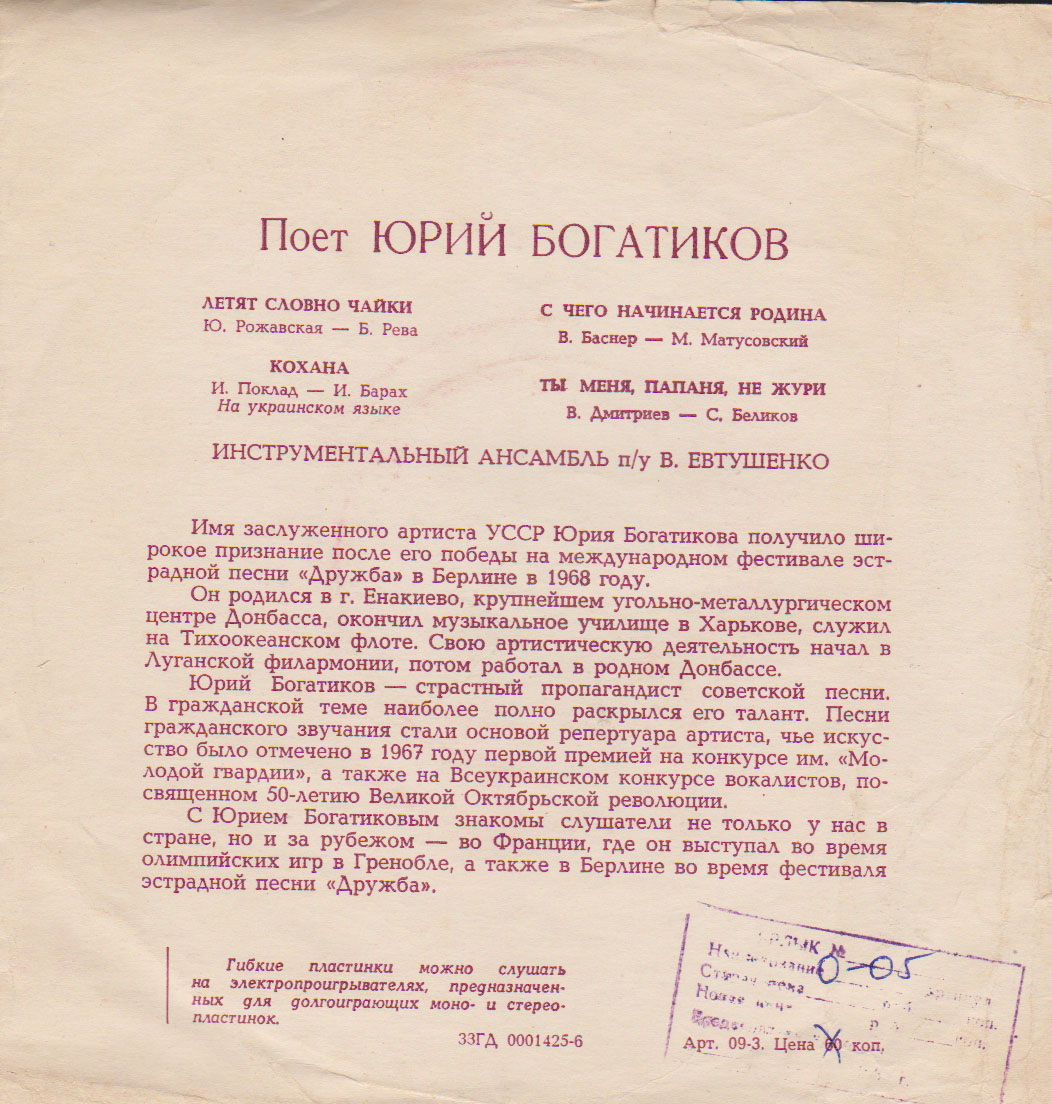 Поет ЮРИЙ БОГАТИКОВ
ЛЕТЯТ СЛОВНО ЧАЙКИ
Ю. Рожавская — Б. Рева
КОХАНА
И. Поклад — И. Барах
На украинском языке
С ЧЕГО НАЧИНАЕТСЯ РОДИНА
В. Баснер — М. Матусовский
ТЫ МЕНЯ, ПАПАНЯ, НЕ ЖУРИ
В. Дмитриев — С. Беликов
ИНСТРУМЕНТАЛЬНЫЙ АНСАМБЛЬ п/у В. ЕВТУШЕНКО
Имя заслуженного артиста УССР Юрия Богатикова получило ши-
рокое признание после его победы на международном фестивале эст-
радной песни «Дружба» в Берлине в 1968 году.
Он родился в г. Енакиево, крупнейшем угольно-металлургическом
центре Донбасса, окончил музыкальное училище в Харькове, служил
на Тихоокеанском флоте. Свою артистическую деятельность начал в
Луганской филармонии, потом работал в родном Донбассе.
Юрий Богатиков — страстный пропагандист советской песни.
В гражданской теме наиболее полно раскрылся его талант. Песни
гражданского звучания стали основой репертуара артиста, чье искус-
ство было отмечено в 1967 году первой премией на конкурсе им. «Мо-
лодой гвардии», а также на Всеукраинском конкурсе вокалистов, по-
священном 50-летию Великой Октябрьской революции.
С Юрием Богатиковым знакомы слушатели не только у нас в
стране, но и за рубежом — во Франции, где он выступал во время
олимпийских игр в Гренобле, а также в Берлине во время фестиваля
эстрадной песни «Дружба».
Гибкие пластинки можно слушать
на электропроигрывателях, предназначен-
ных для долгоиграющих моно- и стерео-
пластинок.
33ГД 0001425-6
№
0-05
коп.
Арт. 09-3. Цена 60 коп.